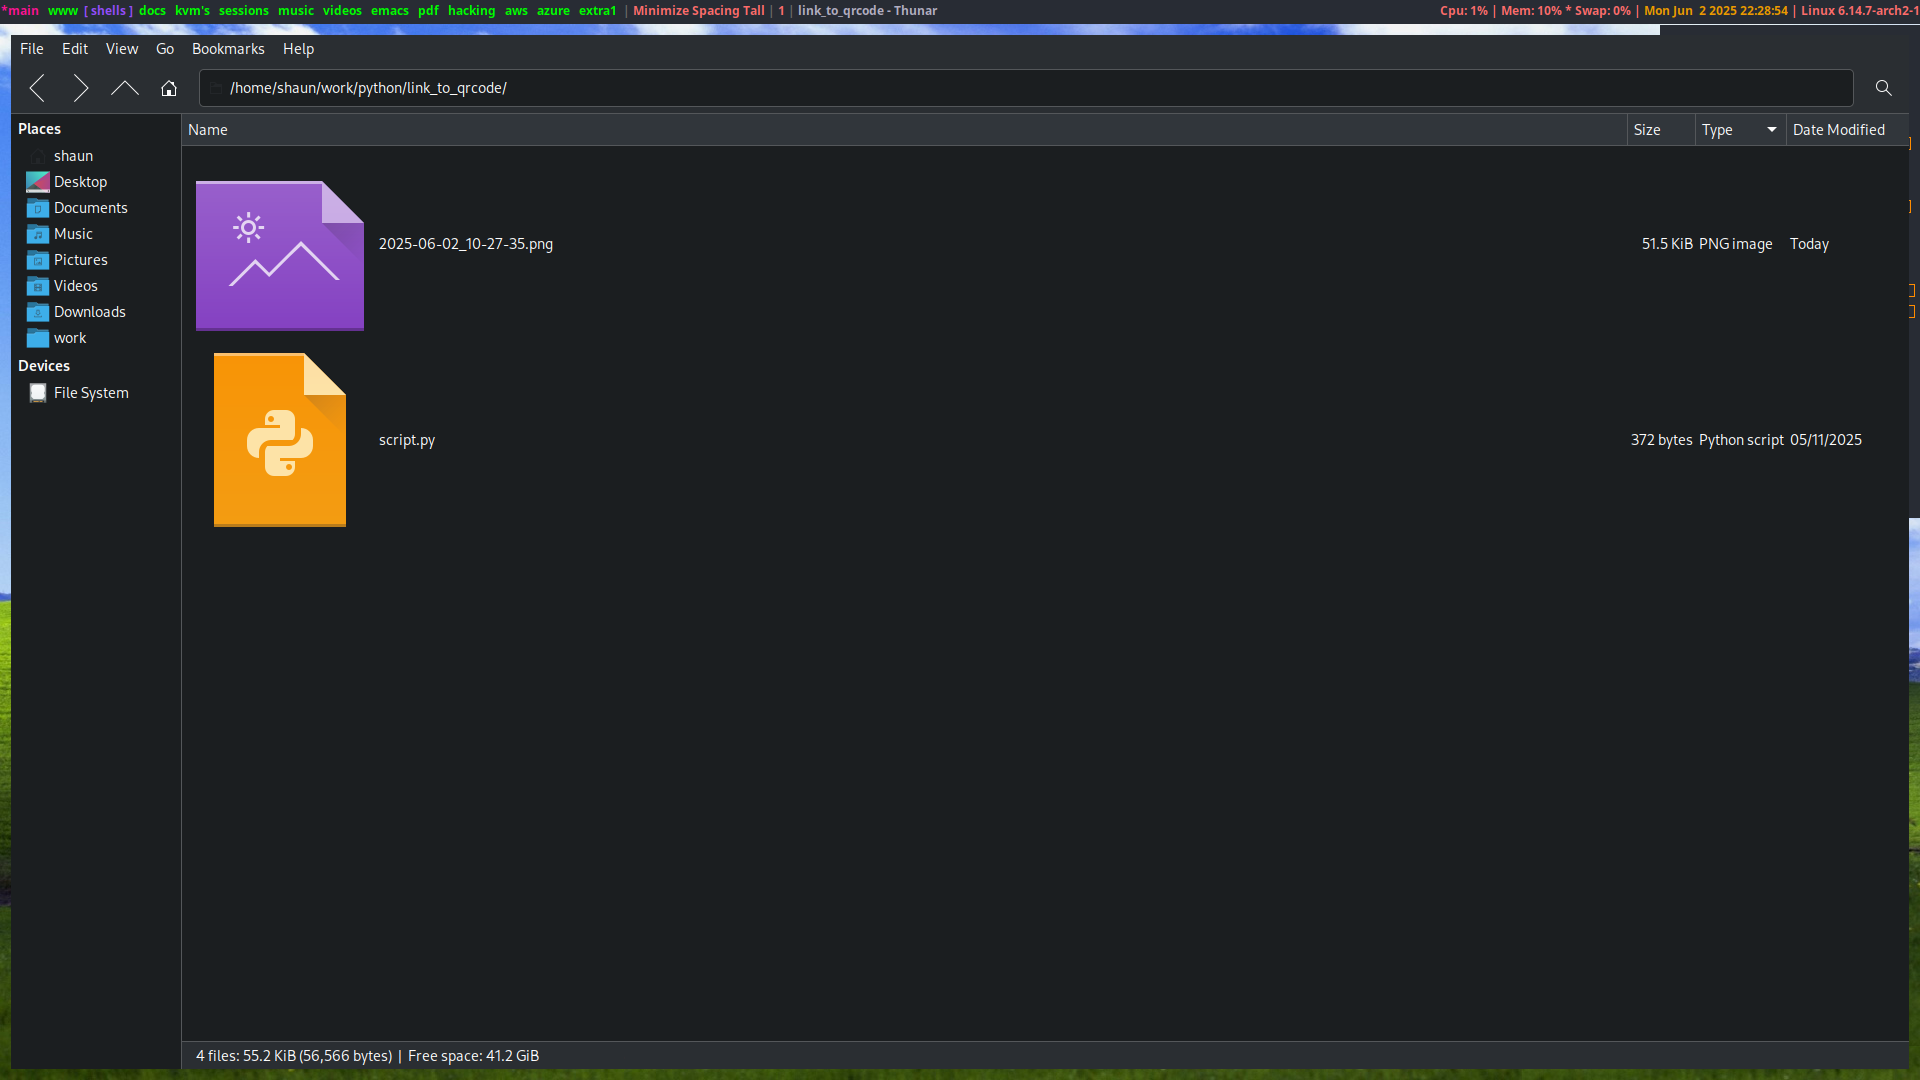 *main www [ shells ] docs kvm's sessions music videos emacs pdf hacking aws azure extra1 | Minimize Spacing Tall | 1 | link_to_qrcode - Thunar Cpu: 1% | Mem: 10% * Swap: 0% | Mon Jun 2 2025 22:28:54 | Linux 6.14.7-arch2-1
File Edit View Go Bookmarks Help
/home/shaun/work/python/link_to_qrcode/
Places
Name Size Type Date Modified
shaun
Desktop
Documents
Music
2025-06-02_10-27-35.png 51.5 KiB PNG image Today
Pictures
Videos
Downloads
work
Devices
File System
script.py 372 bytes Python script 05/11/2025
4 files: 55.2 KiB (56,566 bytes) | Free space: 41.2 GiB